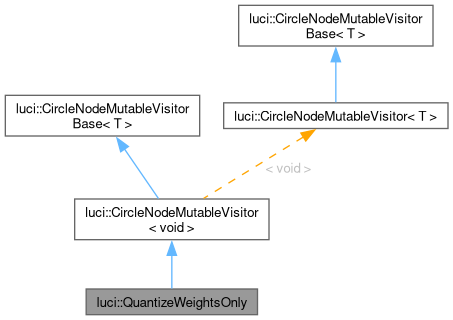 luci::CircleNodeMutableVisitor
Base< T >
luci::CircleNodeMutableVisitor
Base< T >
luci::CircleNodeMutableVisitor< T >
< void >
luci::CircleNodeMutableVisitor
< void >
luci::QuantizeWeightsOnly